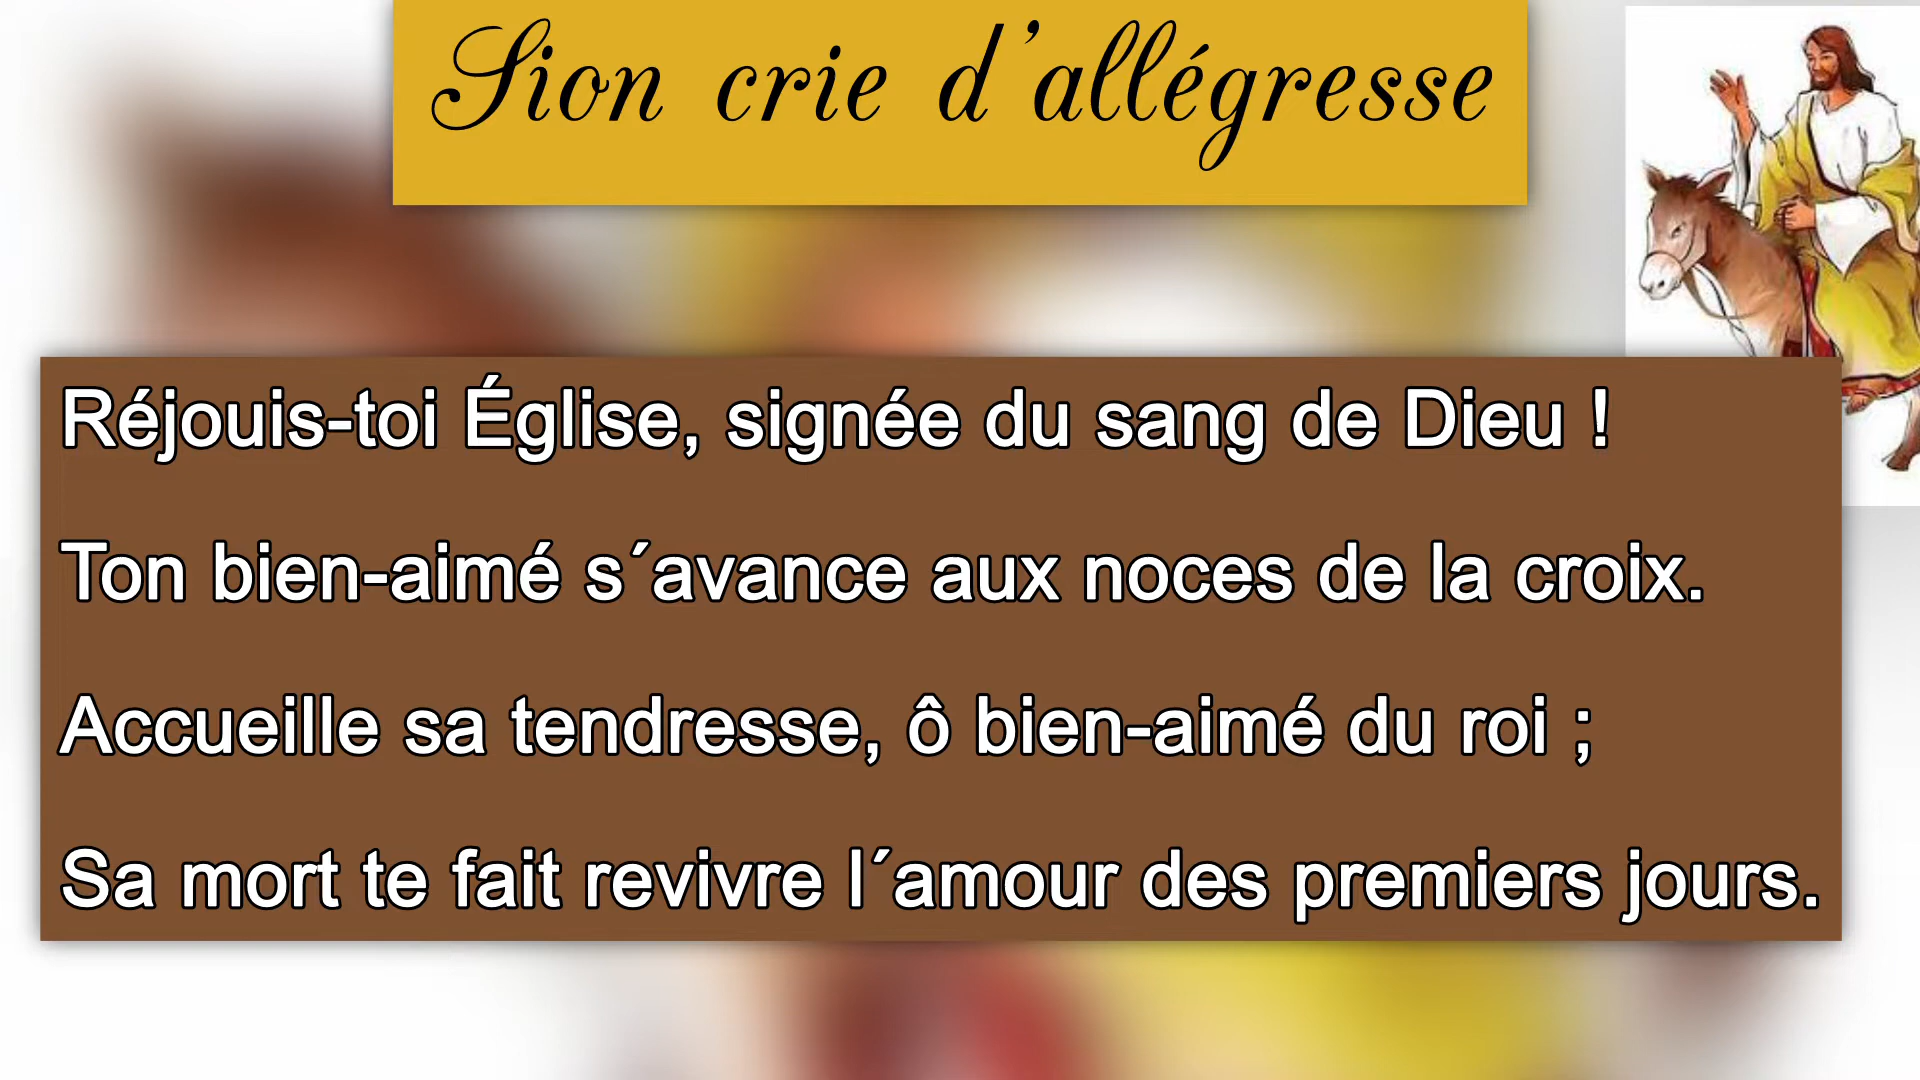 Sion crie d'allégresse
Réjouis-toi Église, signée du sang de Dieu !
Ton bien-aimé s´avance aux noces de la croix.
Accueille sa tendresse, ô bien-aimé du roi ;
Sa mort te fait revivre l´amour des premiers jours.